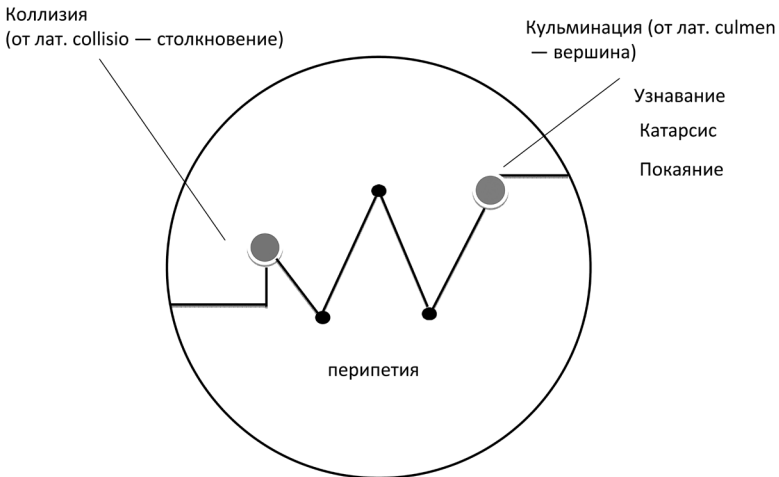 Коллизия
(от лат. collisio — столкновение)
Кульминация (от лат. culmen
— вершина)
Узнавание
Катарсис
Покаяние
перипетия